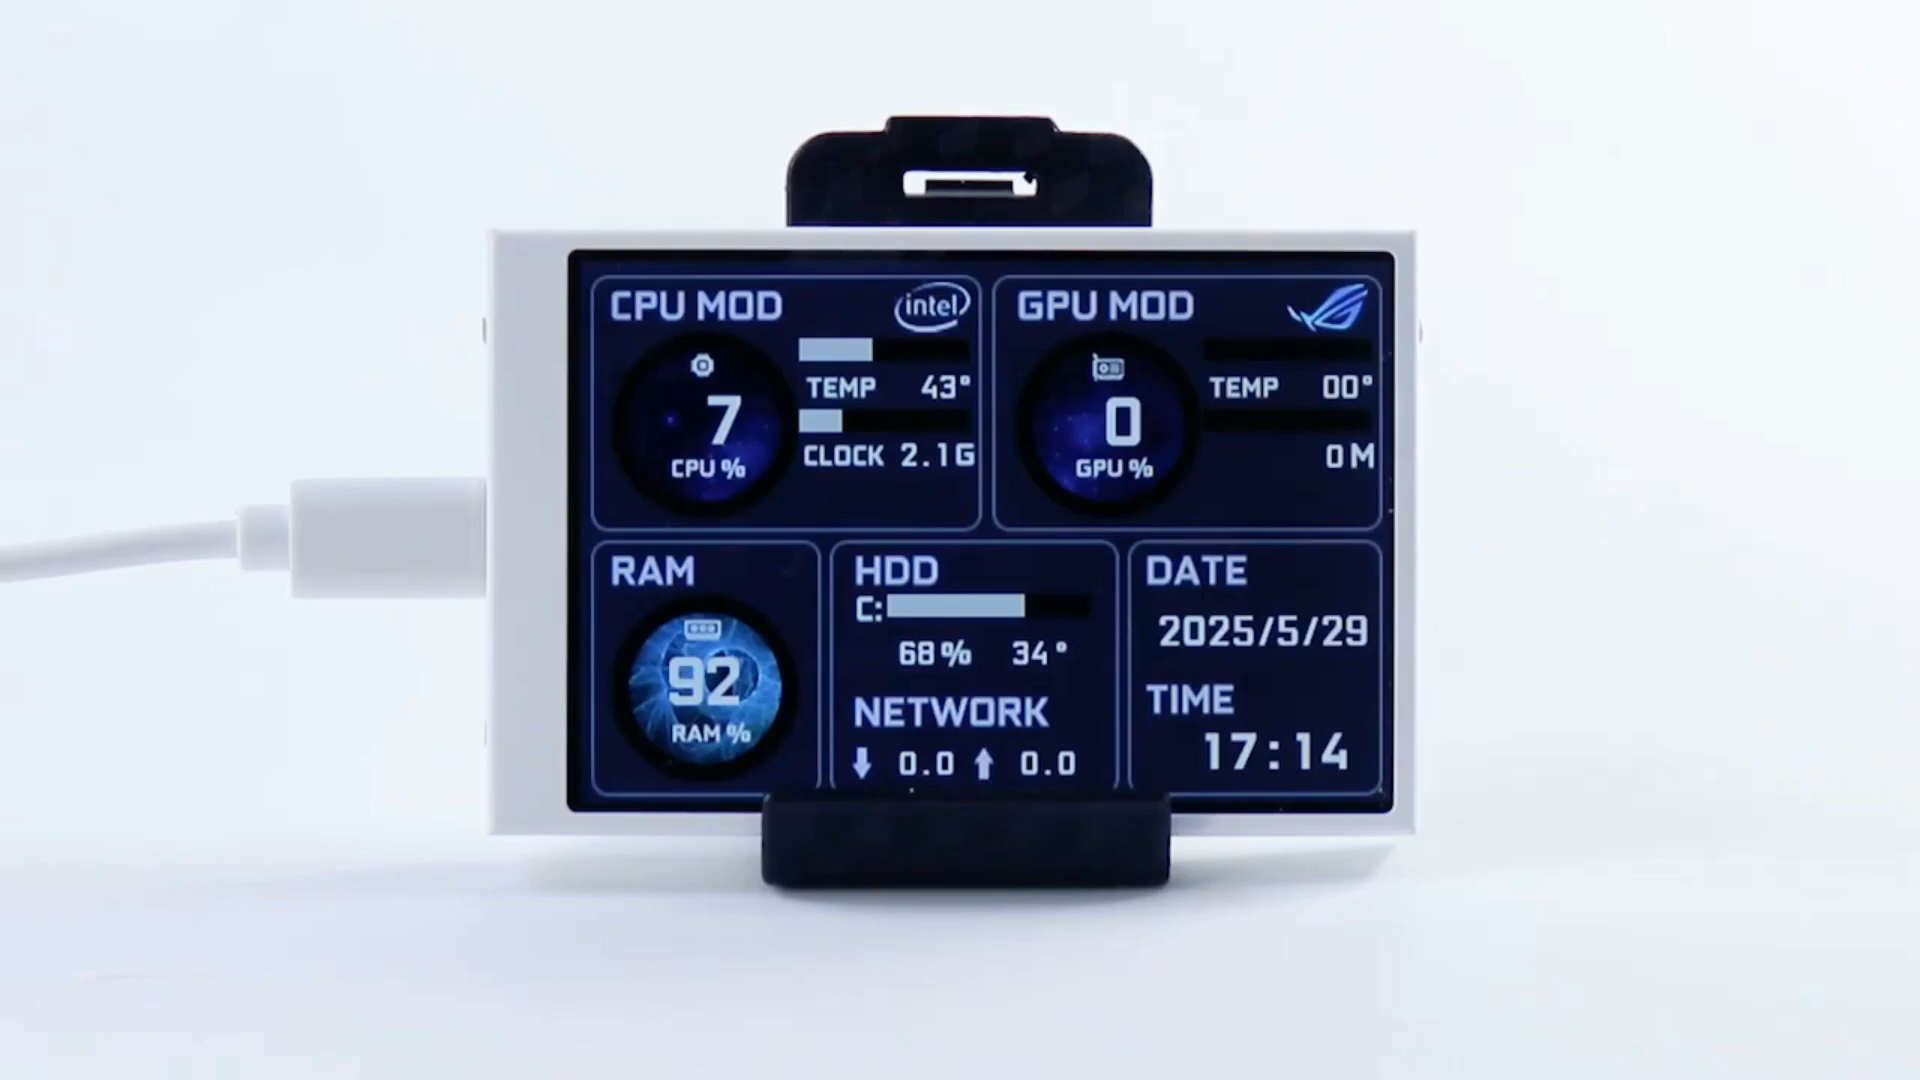 CPU MOD
intel
7
CPU %
TEMP 43°
CLOCK 2.1G
GPU MOD
0
GPU %
TEMP 00°
0 M
RAM
92
RAM %
HDD
C:
68% 34°
NETWORK
0.0 0.0
DATE
2025/5/29
TIME
17:14